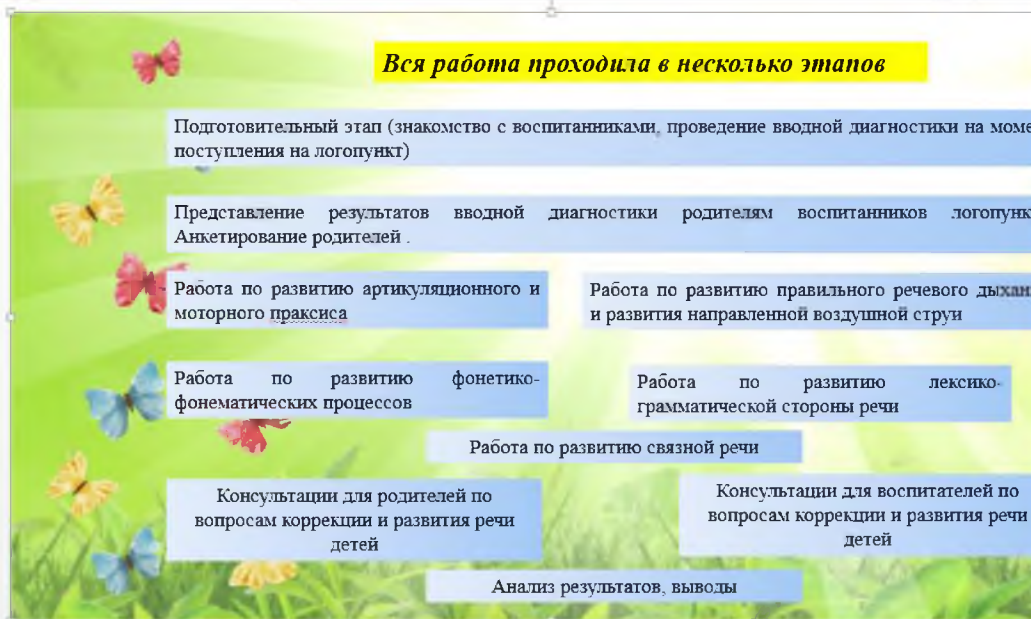 Вся работа проходила в несколько этапов
Подготовительный этап (знакомство с воспитанниками, проведение вводной диагностики на моме
поступления на логопункт)
Представление результатов вводной диагностики родителям воспитанников логопунк
Анкетирование родителей .
Работа по развитию артикуляционного и
моторного праксиса
Работа по развитию правильного речевого дыхан
и развития направленной воздушной струи
Работа по развитию фонетико-
фонематических процессов
Работа по развитию лексико-
грамматической стороны речи
Работа по развитию связной речи
Консультации для родителей по
вопросам коррекции и развития речи
детей
Консультации для воспитателей по
вопросам коррекции и развития речи
детей
Анализ результатов, выводы